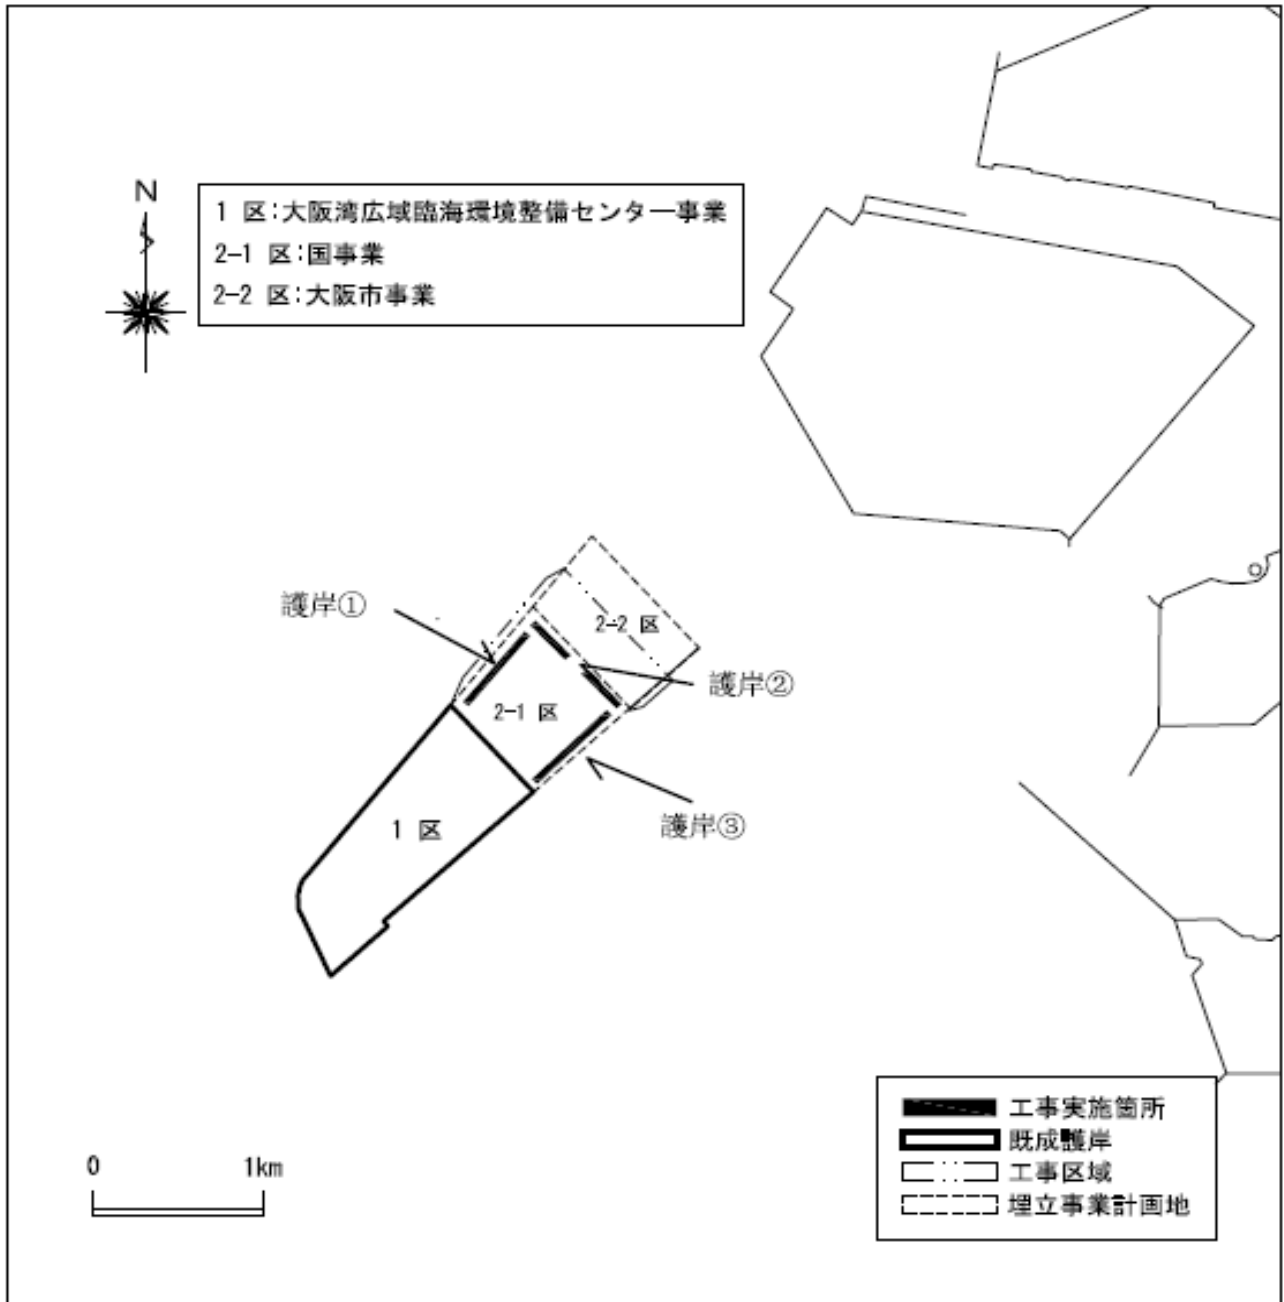 N
1 区:大阪湾広域臨海環境整備センター事業
2-1 区:国事業
2-2 区:大阪市事業
護岸①
2-2 区
護岸②
2-1 区
護岸③
1 区
工事実施箇所
既成護岸
工事区域
埋立事業計画地
0 1km